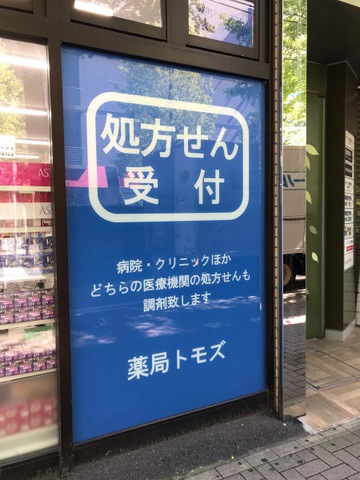 処方せん
受付
病院・クリニックほか
どちらの医療機関の処方せんも
調剤致します
薬局トモズ